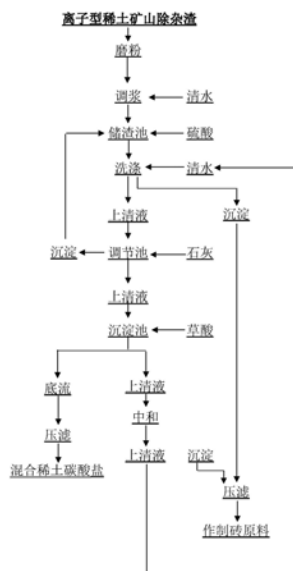 离子型稀土矿山除杂渣
磨粉
调浆 清水
储渣池 硫酸
洗涤 清水
上清液 沉淀
沉淀 调节池 石灰
上清液
沉淀池 草酸
底流 上清液
中和
压滤 上清液 沉淀
混合稀土碳酸盐 压滤
作制砖原料